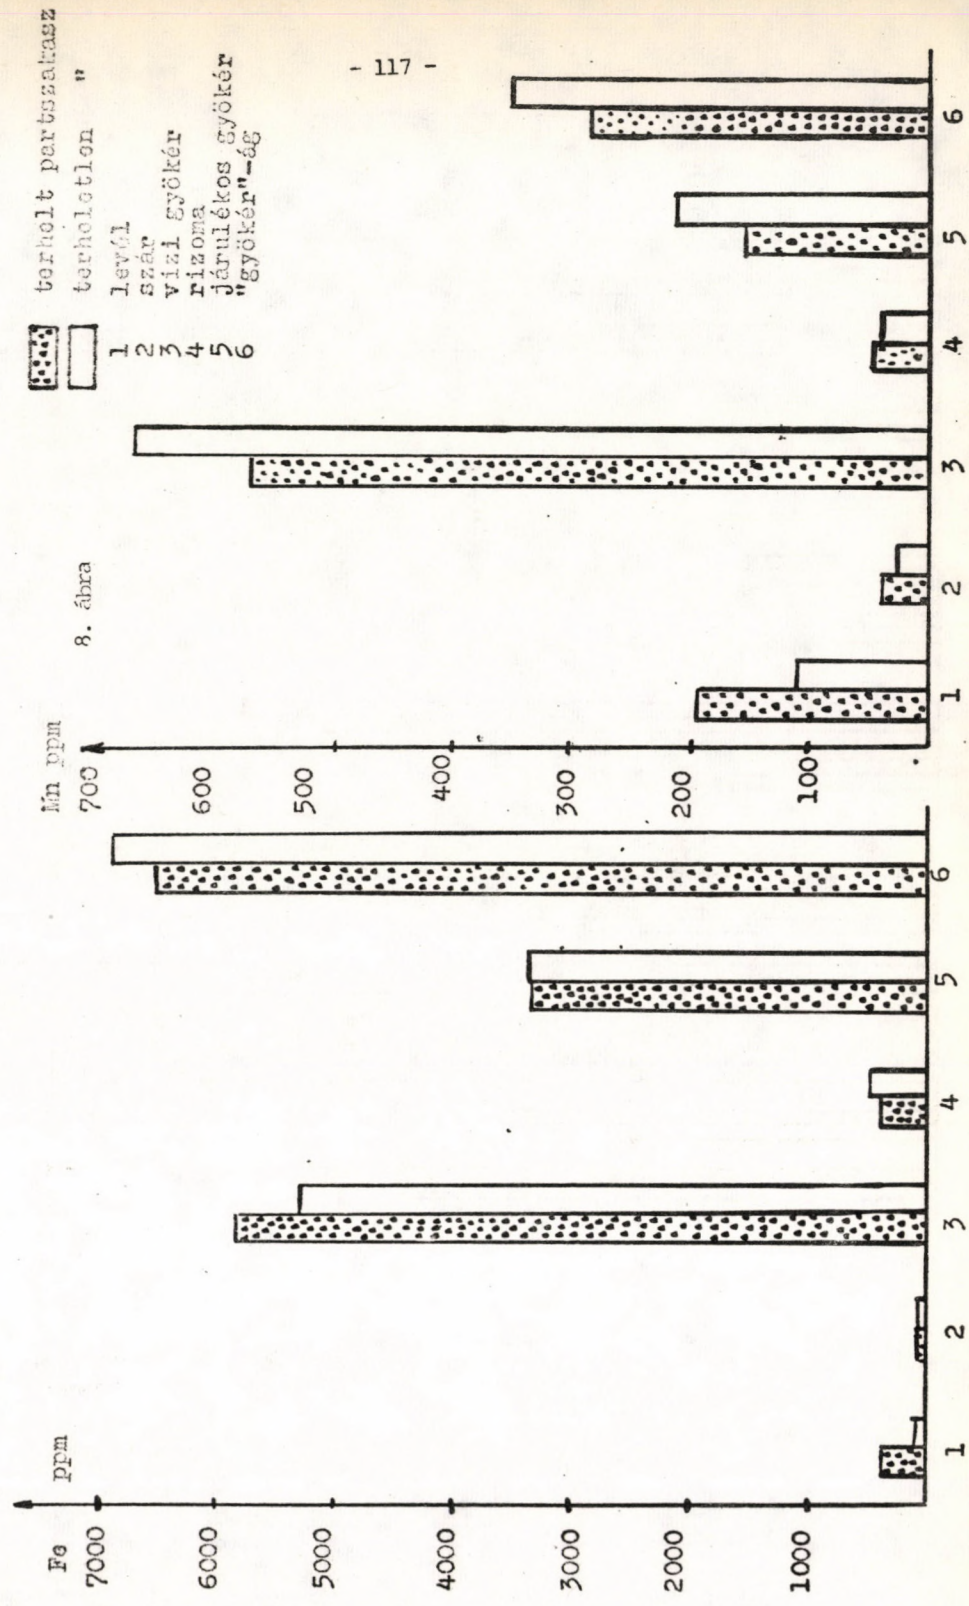 - 117 -
terhelt partszakasz
terheletlen "
1 levél
2 szár
3 vízi gyökér
4 rizoma
5 járulékos gyökér
6 "gyökér"-ág
8. ábra
Fe ppm
7000
6000
5000
4000
3000
2000
1000
1 2 3 4 5 6
Mn ppm
700
600
500
400
300
200
100
1 2 3 4 5 6